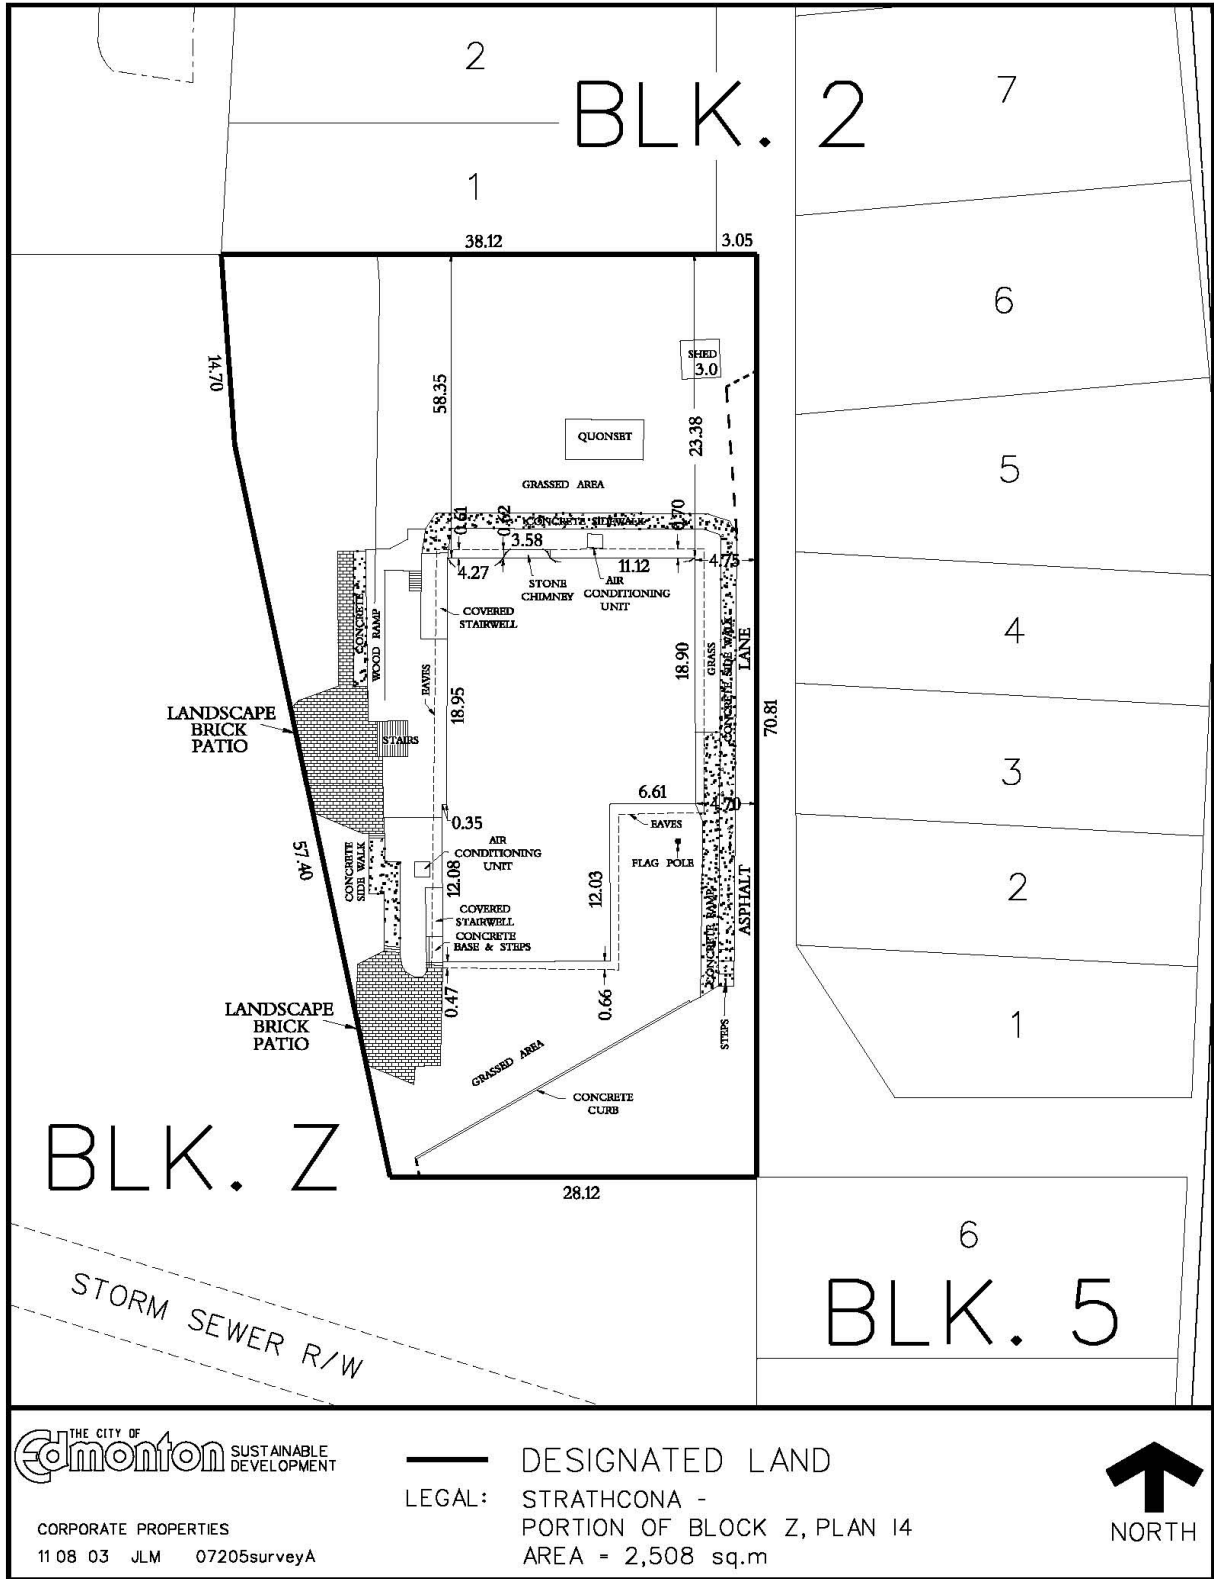 2
BLK. 2
7
1
38.12
3.05
6
14.70
58.35
SHED
3.0
23.38
QUONSET
5
GRASSED AREA
0.61
0.32
CONCRETE SIDEWALK
0.70
3.58
4.27
11.12
4.75
STONE
CHIMNEY
AIR
CONDITIONING
UNIT
COVERED
STAIRWELL
CONCRETE
WOOD RAMP
EAVES
18.95
18.90
GRASS
CONCRETE SIDE WALK
LANE
4
70.81
LANDSCAPE
BRICK
PATIO
STAIRS
3
6.61
4.70
0.35
EAVES
AIR
CONDITIONING
UNIT
FLAG POLE
57.40
CONCRETE
SIDE WALK
12.08
12.03
2
COVERED
STAIRWELL
CONCRETE
BASE & STEPS
CONCRETE RAMP
ASPHALT
0.47
0.66
LANDSCAPE
BRICK
PATIO
STEPS
1
GRASSED AREA
CONCRETE
CURB
BLK. Z
28.12
6
STORM SEWER R/W
BLK. 5
THE CITY OF
Edmonton
SUSTAINABLE
DEVELOPMENT
DESIGNATED LAND
LEGAL: STRATHCONA -
PORTION OF BLOCK Z, PLAN I4
AREA = 2,508 sq.m
CORPORATE PROPERTIES
11 08 03 JLM 07205surveyA
NORTH